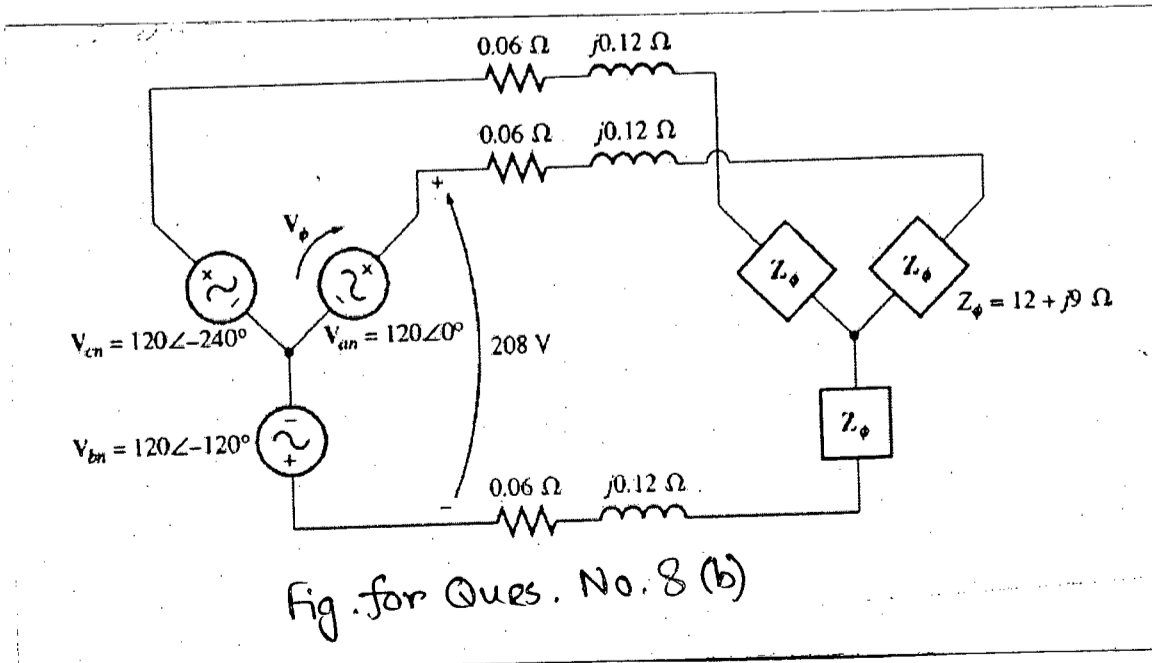 0.06 Ω j0.12 Ω
0.06 Ω j0.12 Ω
+
V_ϕ
Z_ϕ Z_ϕ
Z_ϕ = 12 + j9 Ω
V_cn = 120∠–240° V_an = 120∠0°
208 V
V_bn = 120∠–120°
Z_ϕ
0.06 Ω j0.12 Ω
–
Fig. for Ques. No. 8 (b)